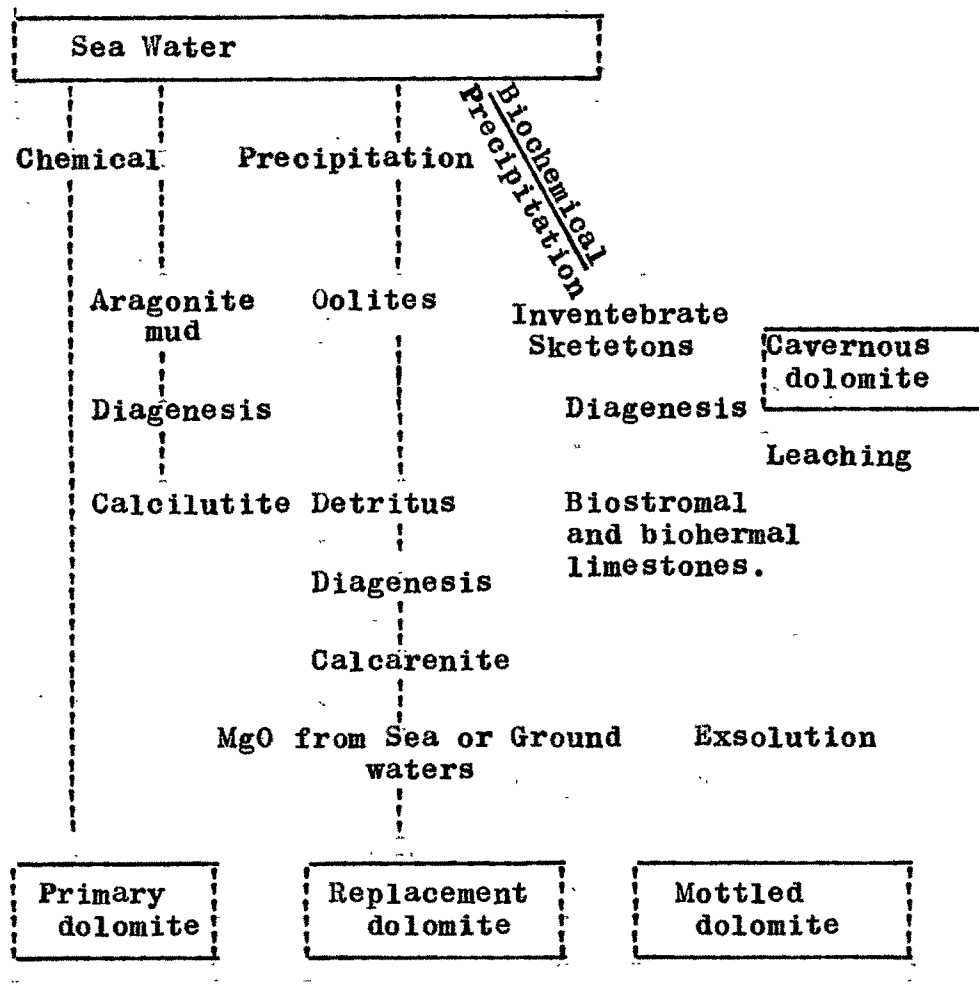 Sea Water
Chemical
Precipitation
Biochemical
Precipitation
Aragonite
mud
Oolites
Inventebrate
Sketetons
Cavernous
dolomite
Diagenesis
Diagenesis
Leaching
Calcilutite
Detritus
Biostromal
and biohermal
limestones.
Diagenesis
Calcarenite
MgO from Sea or Ground
waters
Exsolution
Primary
dolomite
Replacement
dolomite
Mottled
dolomite